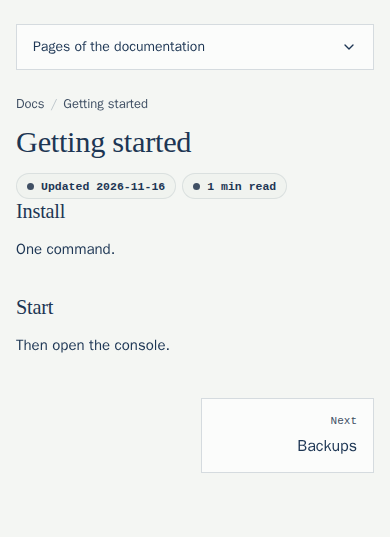 Pages of the documentation
Docs / Getting started
Getting started
Updated 2026-11-16 1 min read
Install
One command.
Start
Then open the console.
Next
Backups